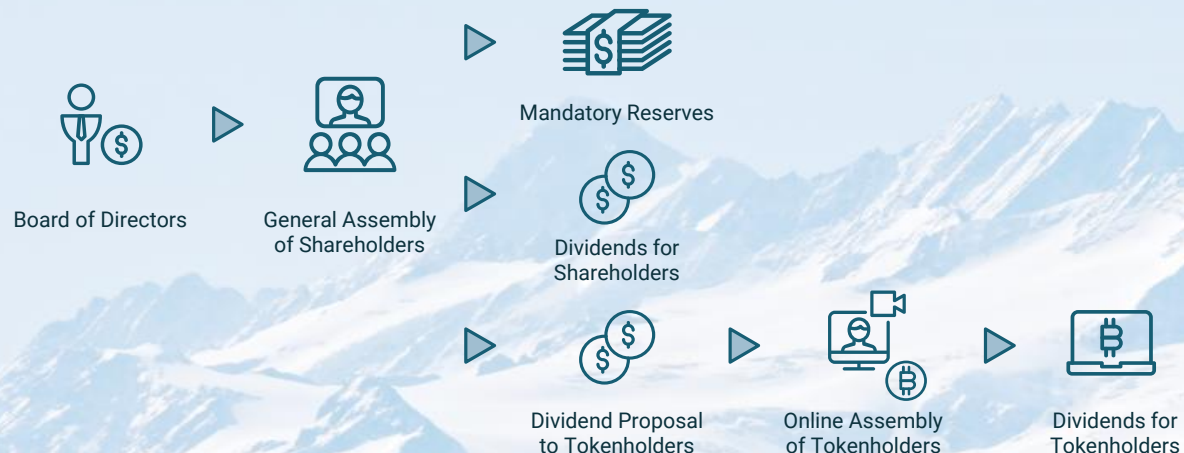 Mandatory Reserves
Board of Directors
General Assembly
of Shareholders
Dividends for
Shareholders
Dividend Proposal
to Tokenholders
Online Assembly
of Tokenholders
Dividends for
Tokenholders